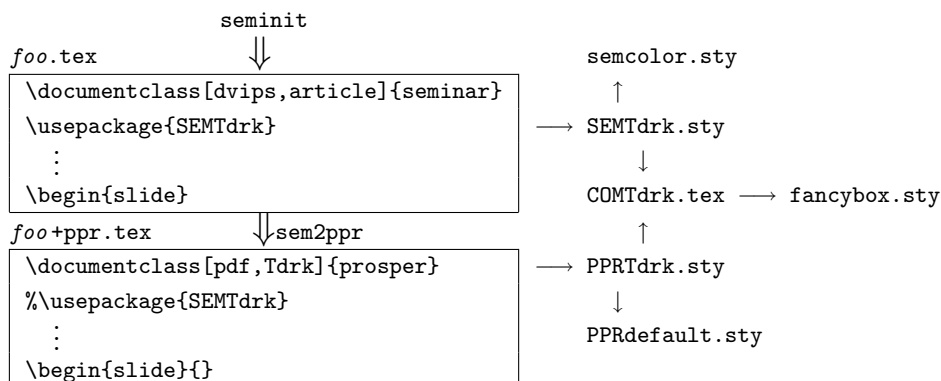 seminit
foo.tex
semcolor.sty
\documentclass[dvips,article]{seminar}
↑
\usepackage{SEMTdrk}
⟶ SEMTdrk.sty
⋮
↓
\begin{slide}
COMTdrk.tex ⟶ fancybox.sty
foo+ppr.tex
sem2ppr
↑
\documentclass[pdf,Tdrk]{prosper}
⟶ PPRTdrk.sty
%\usepackage{SEMTdrk}
↓
⋮
PPRdefault.sty
\begin{slide}{}